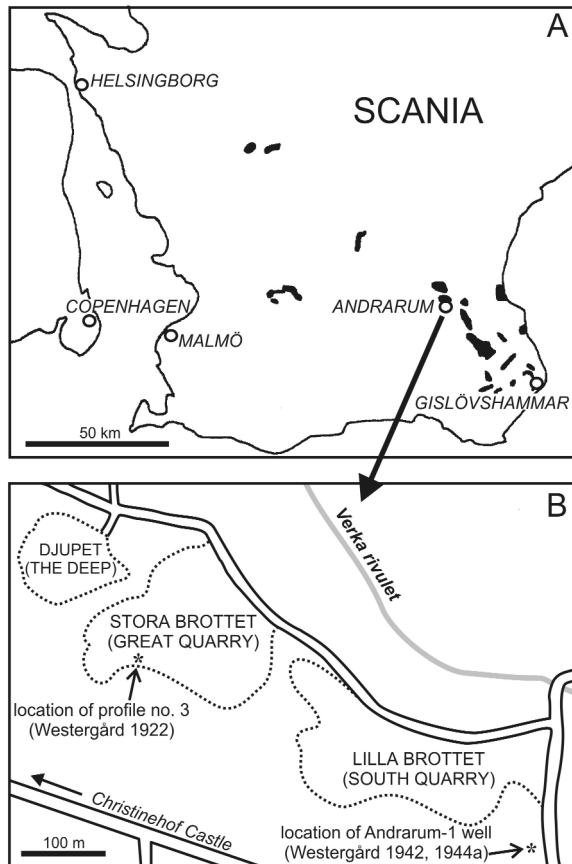 A
HELSINGBORG
SCANIA
COPENHAGEN
ANDRARUM
MALMÖ
GISLÖVSHAMMAR
50 km
B
DJUPET
(THE DEEP)
Verka rivulet
STORA BROTTET
(GREAT QUARRY)
*
location of profile no. 3
(Westergård 1922)
LILLA BROTTET
(SOUTH QUARRY)
Christinehof Castle
location of Andrarum-1 well
(Westergård 1942, 1944a)
*
100 m